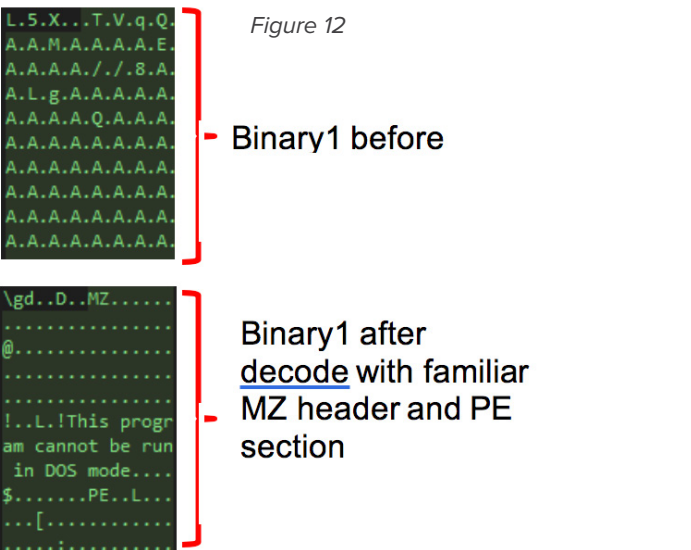 Figure 12
L.5.X...T.V.q.Q.
A.A.M.A.A.A.A.E.
A.A.A.A././.8.A.
A.L.g.A.A.A.A.A.
A.A.A.A.Q.A.A.A.
A.A.A.A.A.A.A.A.
A.A.A.A.A.A.A.A.
A.A.A.A.A.A.A.A.
A.A.A.A.A.A.A.A.
A.A.A.A.A.A.A.A.
Binary1 before
\gd..D..MZ......
................
@...............
................
................
!..L.!This progr
am cannot be run
in DOS mode....
$.......PE..L...
...[............
.....;..........
Binary1 after
decode with familiar
MZ header and PE
section